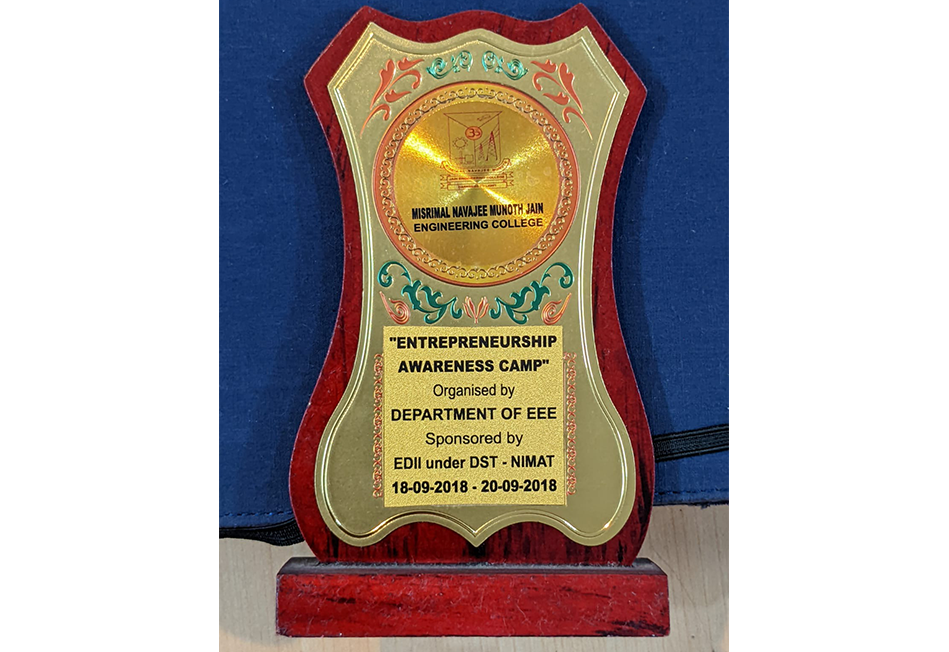 MISRIMAL NAVAJEE MUNOTH JAIN
ENGINEERING COLLEGE
"ENTREPRENEURSHIP
AWARENESS CAMP"
Organised by
DEPARTMENT OF EEE
Sponsored by
EDII under DST - NIMAT
18-09-2018 - 20-09-2018